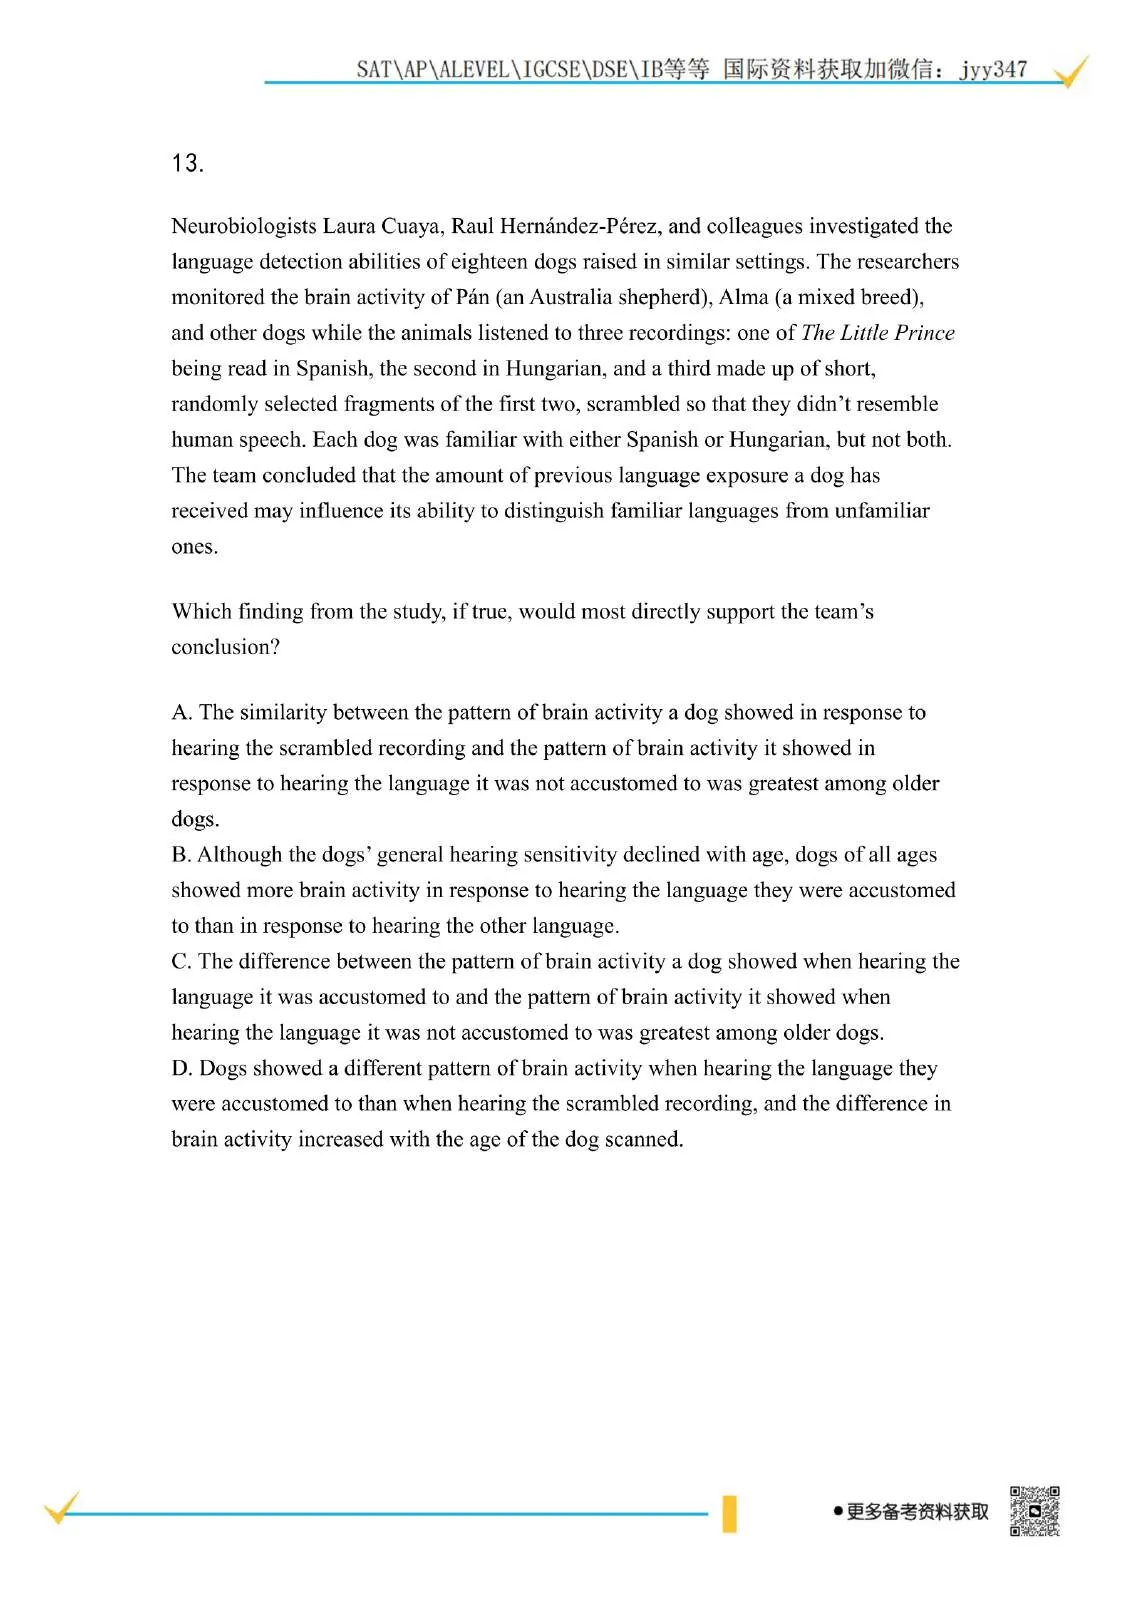 SAT\AP\ALEVEL\IGCSE\DSE\IB等等 国际资料获取加微信：jyy347
13.
Neurobiologists Laura Cuaya, Raul Hernández-Pérez, and colleagues investigated the
language detection abilities of eighteen dogs raised in similar settings. The researchers
monitored the brain activity of Pán (an Australia shepherd), Alma (a mixed breed),
and other dogs while the animals listened to three recordings: one of The Little Prince
being read in Spanish, the second in Hungarian, and a third made up of short,
randomly selected fragments of the first two, scrambled so that they didn’t resemble
human speech. Each dog was familiar with either Spanish or Hungarian, but not both.
The team concluded that the amount of previous language exposure a dog has
received may influence its ability to distinguish familiar languages from unfamiliar
ones.
Which finding from the study, if true, would most directly support the team’s
conclusion?
A. The similarity between the pattern of brain activity a dog showed in response to
hearing the scrambled recording and the pattern of brain activity it showed in
response to hearing the language it was not accustomed to was greatest among older
dogs.
B. Although the dogs’ general hearing sensitivity declined with age, dogs of all ages
showed more brain activity in response to hearing the language they were accustomed
to than in response to hearing the other language.
C. The difference between the pattern of brain activity a dog showed when hearing the
language it was accustomed to and the pattern of brain activity it showed when
hearing the language it was not accustomed to was greatest among older dogs.
D. Dogs showed a different pattern of brain activity when hearing the language they
were accustomed to than when hearing the scrambled recording, and the difference in
brain activity increased with the age of the dog scanned.
●更多备考资料获取